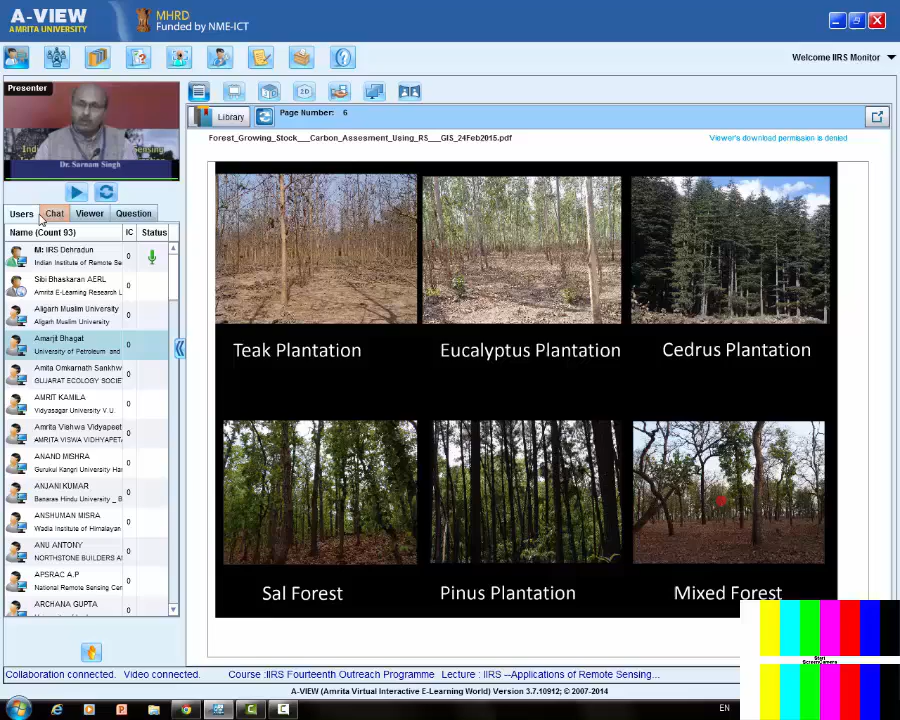 A-VIEW
AMRITA UNIVERSITY
MHRD
Funded by NME-ICT
Welcome IIRS Monitor
Presenter
Dr. Sarnam Singh
Library
Page Number: 6
Forest_Growing_Stock___Carbon_Assesment_Using_RS___GIS_24Feb2015.pdf
Viewer's download permission is denied
Users
Chat
Viewer
Question
Name (Count 93)
IC
Status
M: IIRS Dehradun
Indian Institute of Remote Se
0
Sibi Bhaskaran AERL
Amrita E-Learning Research L
0
Aligarh Muslim University
Aligarh Muslim University
0
Amarjit Bhagat
University of Petroleum and
0
Amita Omkarnath Sankhw
GUJARAT ECOLOGY SOCIE
0
AMRIT KAMILA
Vidyasagar University V.U.
0
Amrita Vishwa Vidyapeet
AMRITA VISWA VIDHYAPET
0
ANAND MISHRA
Gurukul Kangri University Har
0
ANJANI KUMAR
Banaras Hindu University _ B
0
ANSHUMAN MISRA
Wadia Institute of Himalayan
0
ANU ANTONY
NORTHSTONE BUILDERS A
0
APSRAC A.P
National Remote Sensing Cen
0
ARCHANA GUPTA
0
Teak Plantation
Eucalyptus Plantation
Cedrus Plantation
Sal Forest
Pinus Plantation
Mixed Forest
Start
ScreenCamera
Collaboration connected. Video connected.
Course :IIRS Fourteenth Outreach Programme
Lecture : IIRS --Applications of Remote Sensing...
A-VIEW (Amrita Virtual Interactive E-Learning World) Version 3.7.10912; © 2007-2014
EN